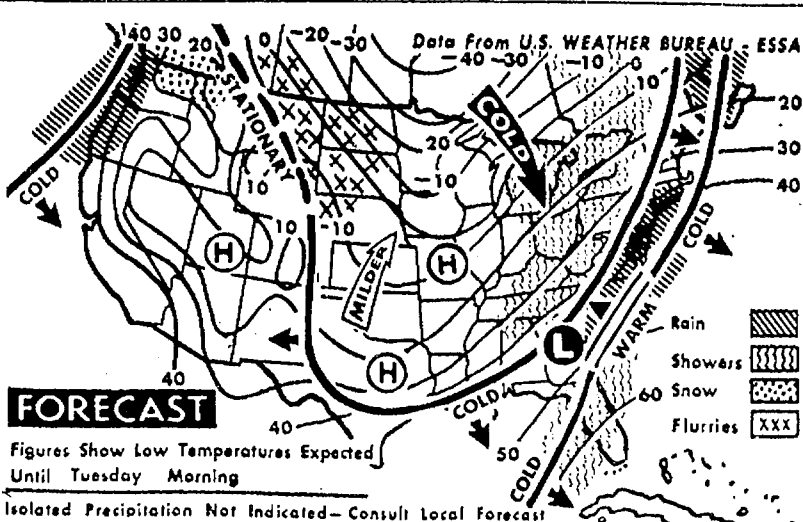 Data From U.S. WEATHER BUREAU - ESSA
40 30 20 0 -20 -30 -40 -30 -10 0 10
20
30
40
STATIONARY
COLD
COLD
20
-10
10
10 -10
H
H
MILDER
COLD
WARM
L
H
Rain
Showers
Snow
Flurries XXX
40
40
60
50
COLD
COLD
FORECAST
Figures Show Low Temperatures Expected
Until Tuesday Morning
Isolated Precipitation Not Indicated - Consult Local Forecast